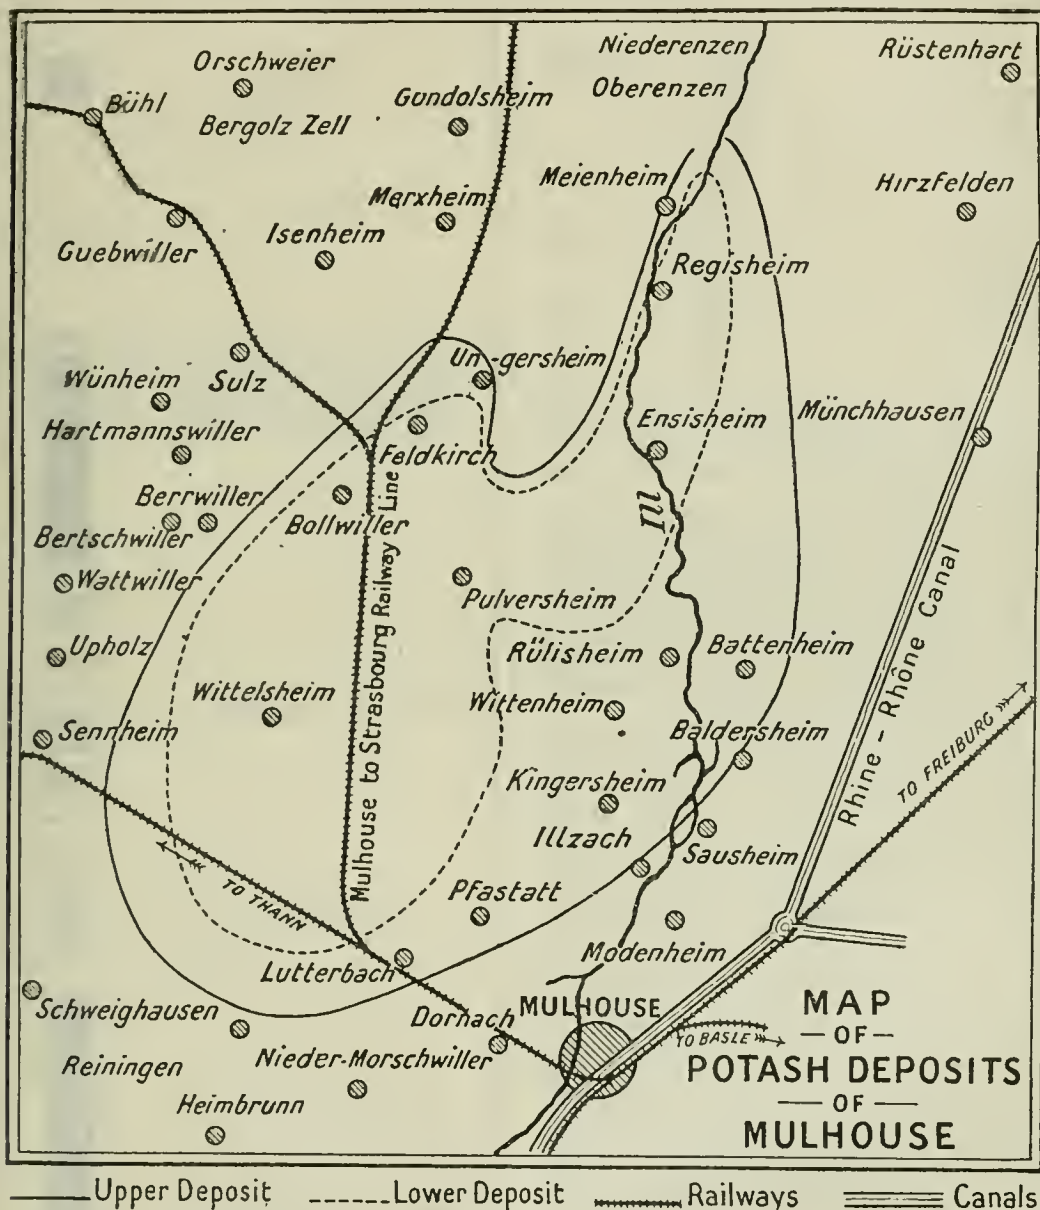 Niederenzen
Rüstenhart
Orschweier
Oberenzen
Bühl
Gundolsheim
Bergolz Zell
Meienheim
Hirzfelden
Merxheim
Isenheim
Guebwiller
Regisheim
Un-gersheim
Wünheim
Sulz
Münchhausen
Hartmannswiller
Ensisheim
Feldkirch
Berrwiller
Bollwiller
Ill
Bertschwiller
Wattwiller
Pulversheim
Mulhouse to Strasbourg Railway Line
Rhine-Rhône Canal
Upholz
Rülisheim
Battenheim
Wittelsheim
Wittenheim
Sennheim
Baldersheim
TO FREIBURG
Kingersheim
Illzach
Sausheim
TO THANN
Pfastatt
Modenheim
Lutterbach
Schweighausen
Dornach
MULHOUSE
TO BASLE
Reiningen
Nieder-Morschwiller
Heimbrunn
MAP
— OF —
POTASH DEPOSITS
— OF —
MULHOUSE
Upper Deposit Lower Deposit Railways Canals